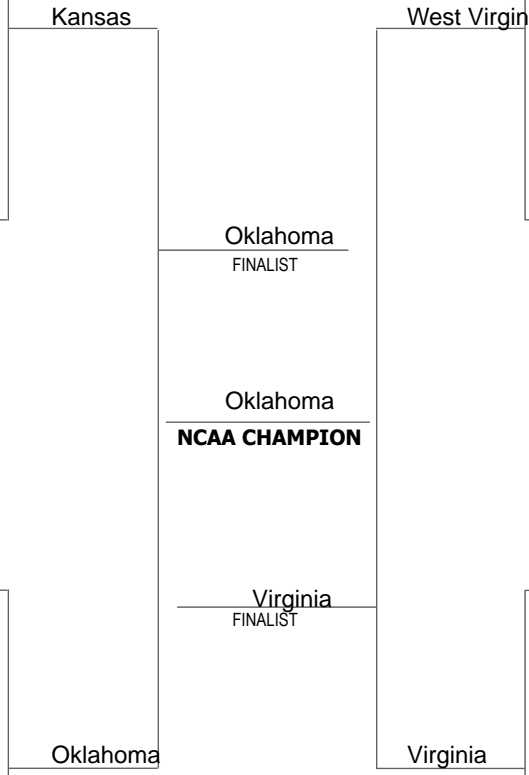 Kansas
West Virgin
Oklahoma
FINALIST
Oklahoma
NCAA CHAMPION
Virginia
FINALIST
Oklahoma
Virginia